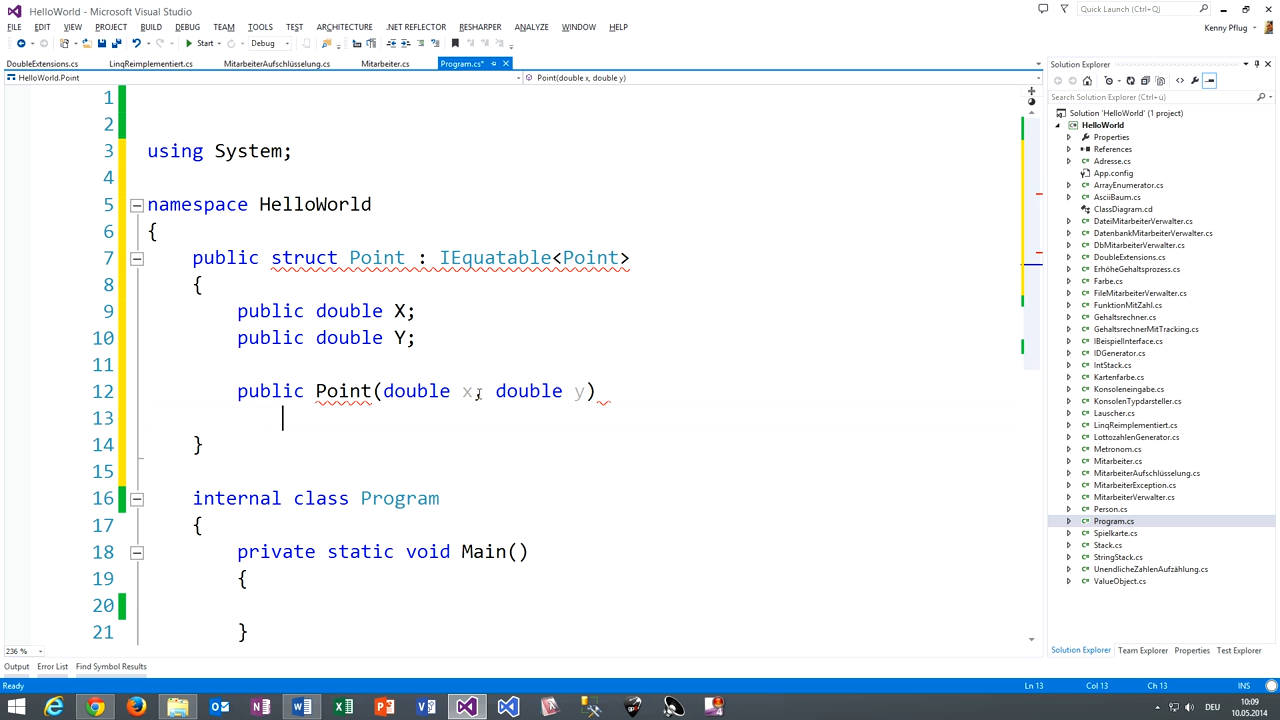 HelloWorld - Microsoft Visual Studio
Quick Launch (Ctrl+Q)
FILE EDIT VIEW PROJECT BUILD DEBUG TEAM TOOLS TEST ARCHITECTURE .NET REFLECTOR RESHARPER ANALYZE WINDOW HELP
Kenny Pflug
Start Debug
DoubleExtensions.cs LinqReimplementiert.cs MitarbeiterAufschlüsselung.cs Mitarbeiter.cs Program.cs*
HelloWorld.Point Point(double x, double y)
1
2
3 using System;
4
5 namespace HelloWorld
6 {
7 public struct Point : IEquatable<Point>
8 {
9 public double X;
10 public double Y;
11
12 public Point(double x, double y)
13
14 }
15
16 internal class Program
17 {
18 private static void Main()
19 {
20
21 }
236 %
Output Error List Find Symbol Results
Solution Explorer
Search Solution Explorer (Ctrl+ü)
Solution 'HelloWorld' (1 project)
HelloWorld
Properties
References
Adresse.cs
App.config
ArrayEnumerator.cs
AsciiBaum.cs
ClassDiagram.cd
DateiMitarbeiterVerwalter.cs
DatenbankMitarbeiterVerwalter.cs
DbMitarbeiterVerwalter.cs
DoubleExtensions.cs
ErhöheGehaltsprozess.cs
Farbe.cs
FileMitarbeiterVerwalter.cs
FunktionMitZahl.cs
Gehaltsrechner.cs
GehaltsrechnerMitTracking.cs
IBeispielInterface.cs
IDGenerator.cs
IntStack.cs
Kartenfarbe.cs
Konsoleneingabe.cs
KonsolenTypdarsteller.cs
Lauscher.cs
LinqReimplementiert.cs
LottozahlenGenerator.cs
Metronom.cs
Mitarbeiter.cs
MitarbeiterAufschlüsselung.cs
MitarbeiterException.cs
MitarbeiterVerwalter.cs
Person.cs
Program.cs
Spielkarte.cs
Stack.cs
StringStack.cs
UnendlicheZahlenAufzählung.cs
ValueObject.cs
Solution Explorer Team Explorer Properties Test Explorer
Ready Ln 13 Col 13 Ch 13 INS
DEU 10:09
10.05.2014